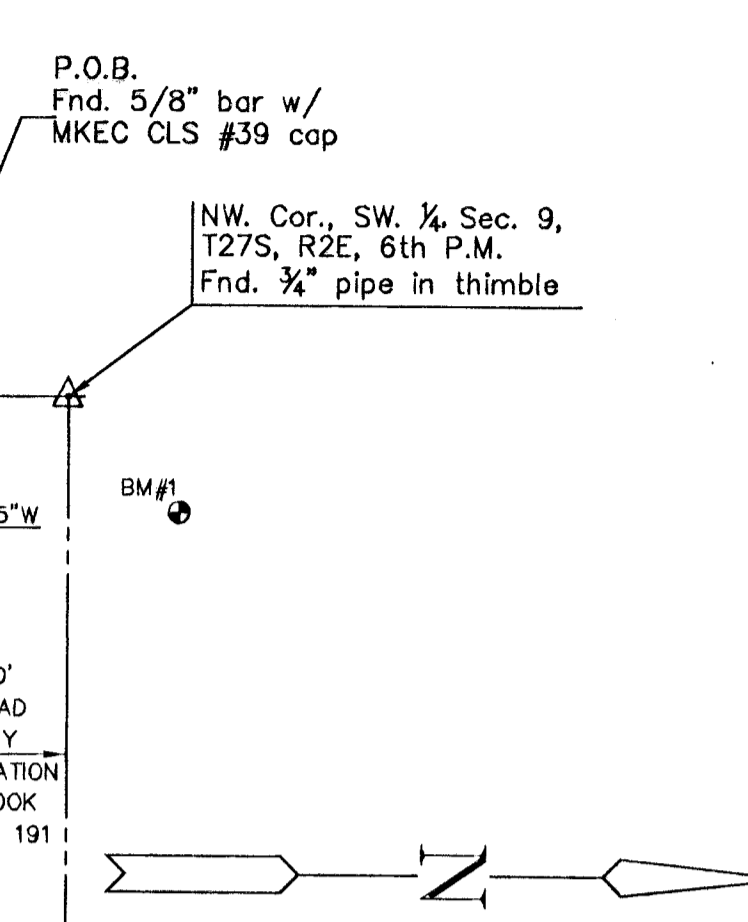 P.O.B.
Fnd. 5/8" bar w/
MKEC CLS #39 cap
NW. Cor., SW. ¼, Sec. 9,
T27S, R2E, 6th P.M.
Fnd. ¾" pipe in thimble
BM#1
5"W
0'
AD
Y
ATION
OOK
191
N